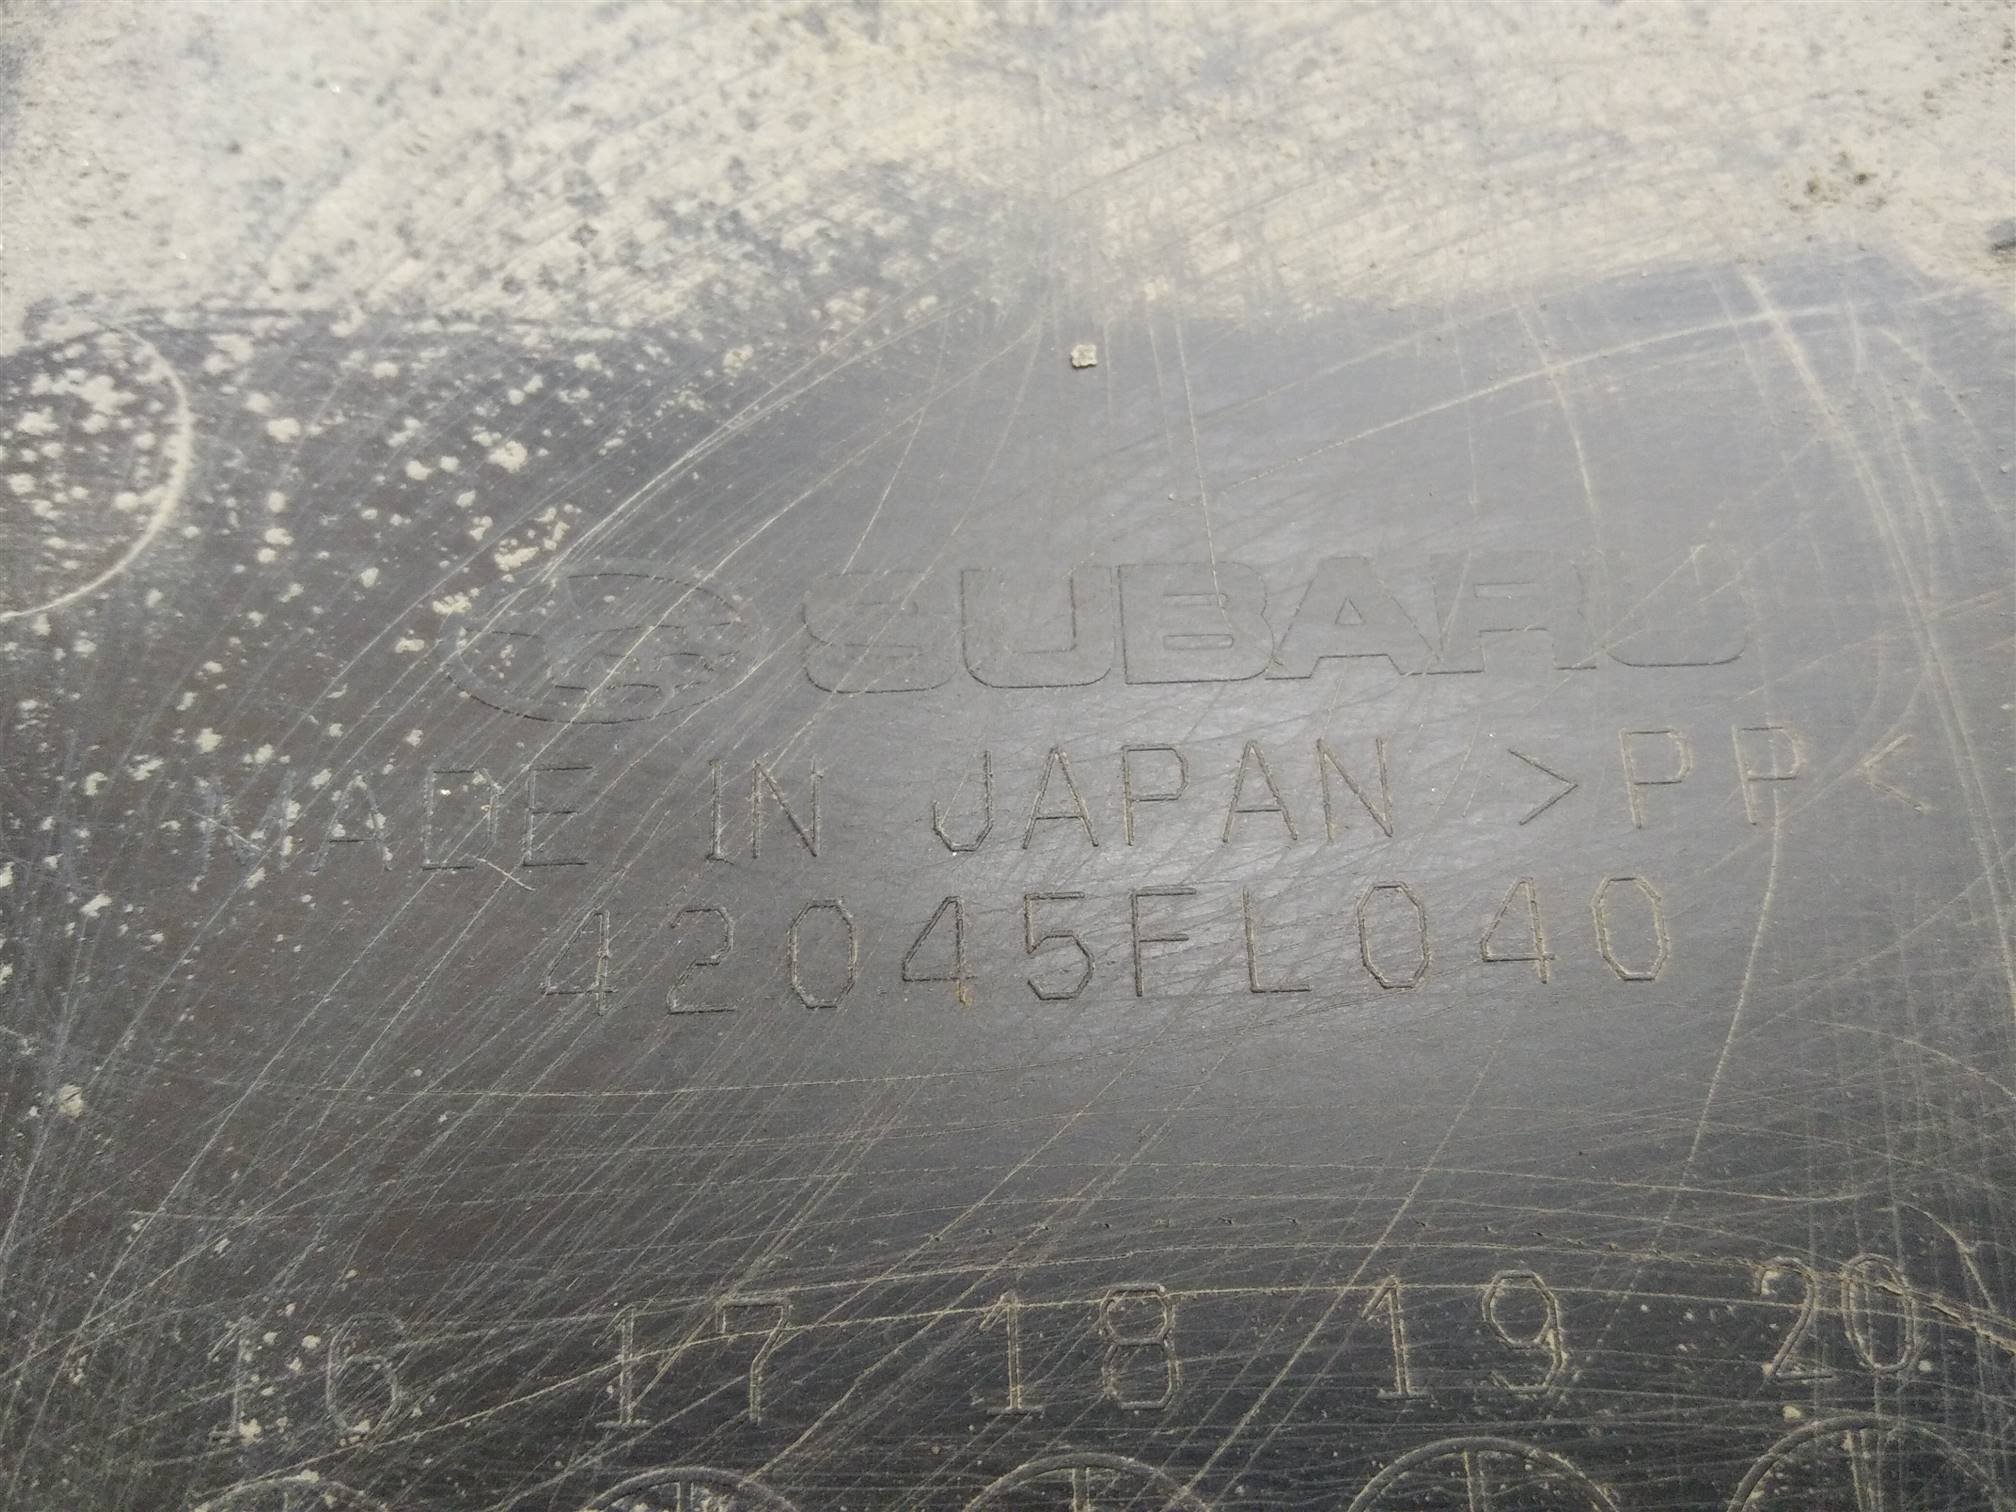 SUBARU
MADE IN JAPAN >PP<
42045FL040
16 17 18 19 20